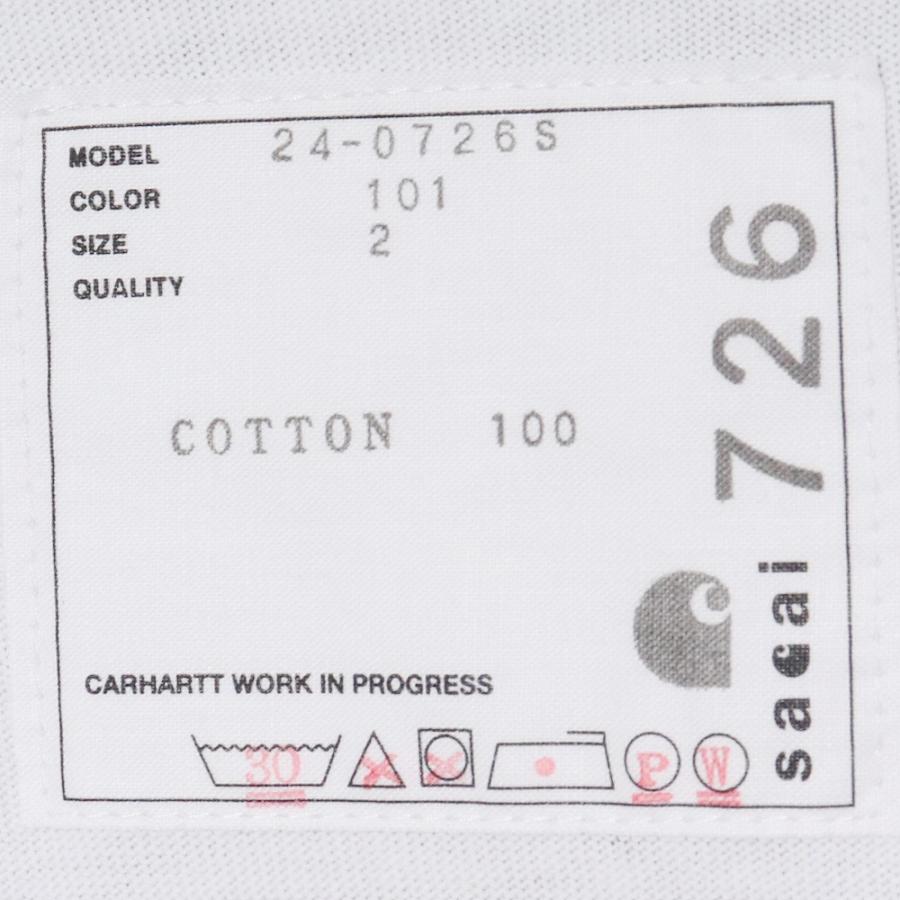 MODEL 24-0726S
COLOR 101
SIZE 2
QUALITY
COTTON 100
CARHARTT WORK IN PROGRESS
30
P
W
sacai 726